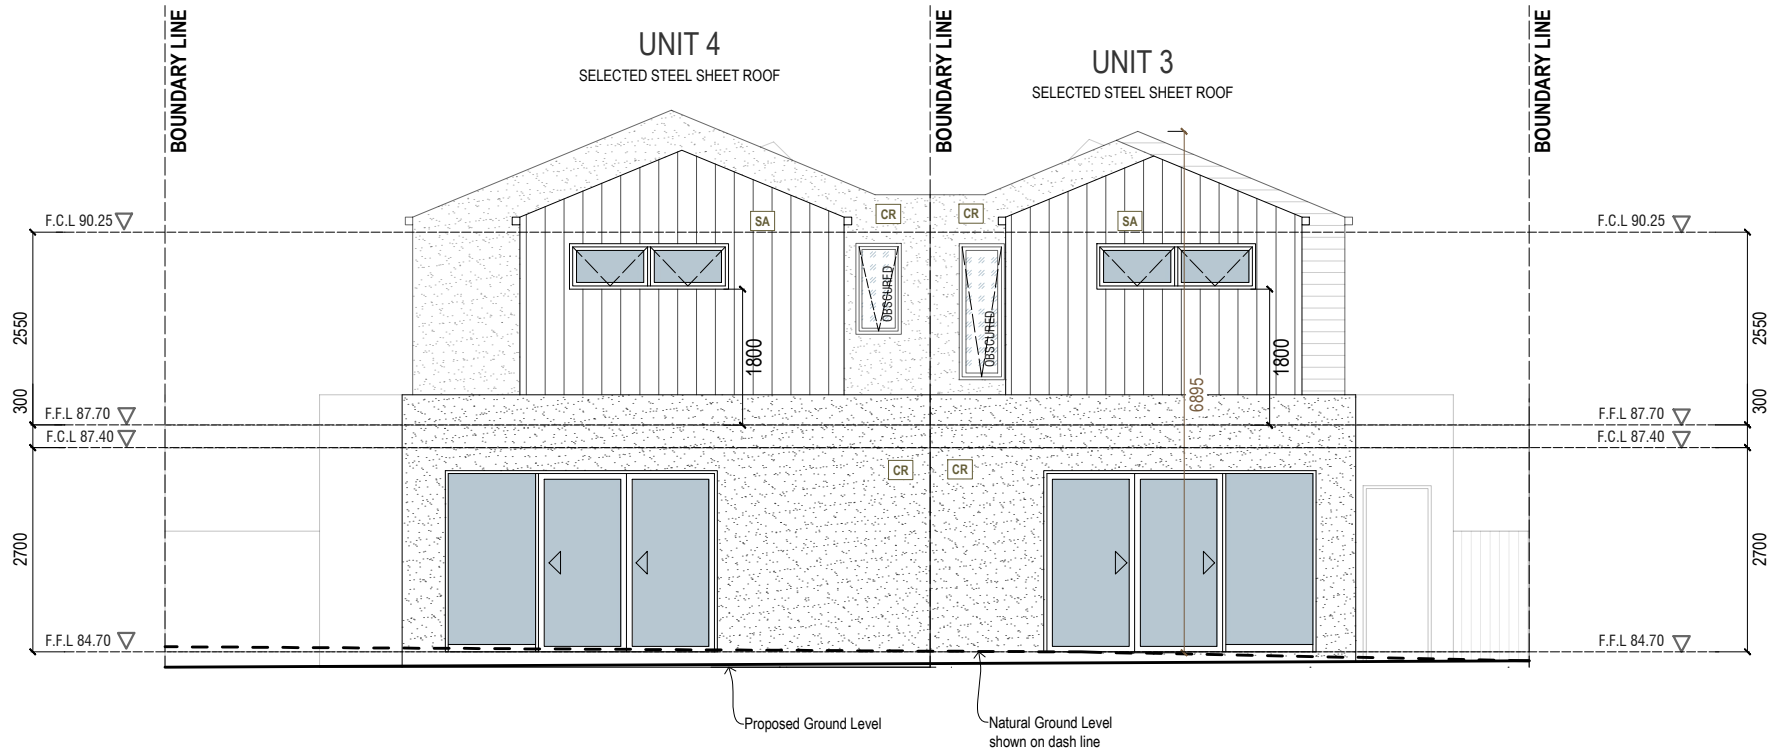 BOUNDARY LINE
UNIT 4
SELECTED STEEL SHEET ROOF
BOUNDARY LINE
UNIT 3
SELECTED STEEL SHEET ROOF
BOUNDARY LINE
F.C.L 90.25
SA
CR
CR
SA
F.C.L 90.25
OBSCURED
OBSCURED
2550
1800
6895
1800
2550
300
F.F.L 87.70
F.F.L 87.70
300
F.C.L 87.40
F.C.L 87.40
CR
CR
2700
2700
F.F.L 84.70
F.F.L 84.70
Proposed Ground Level
Natural Ground Level
shown on dash line